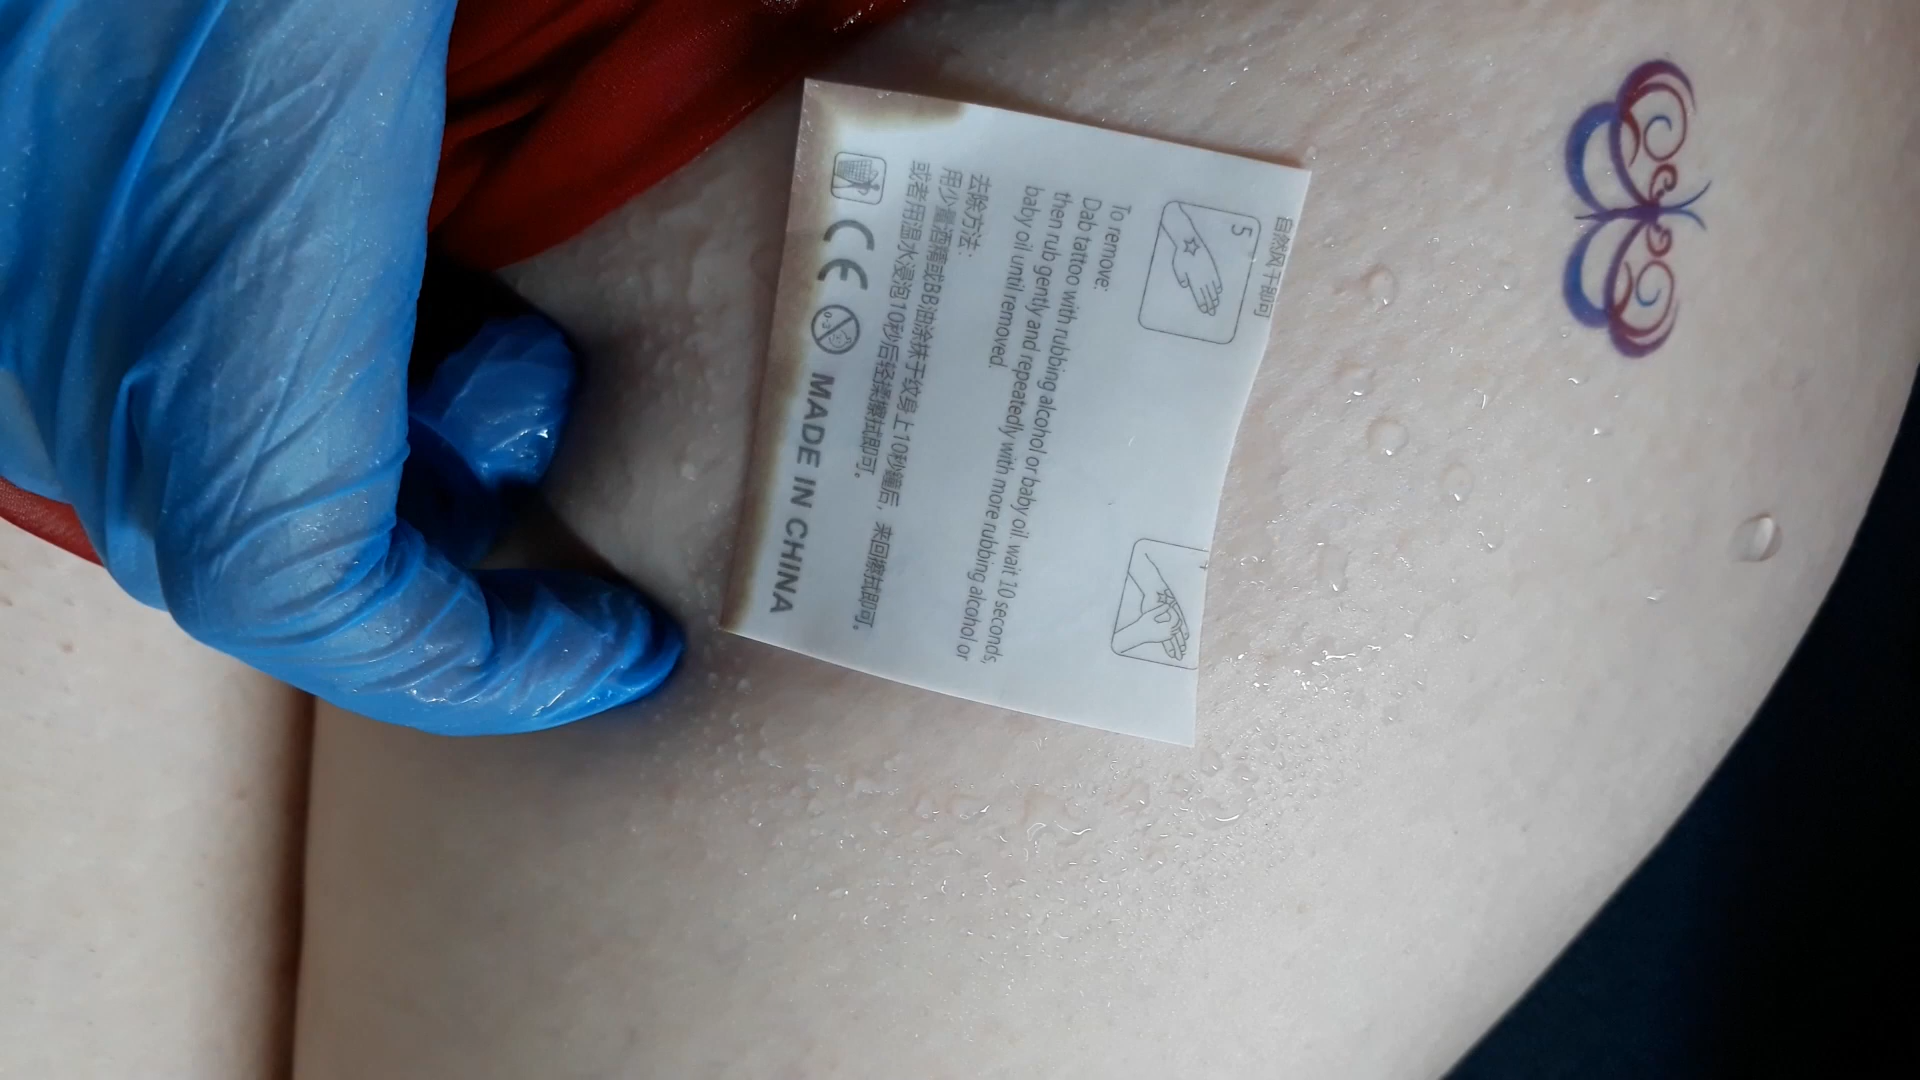 自然风干即可
5
To remove:
Dab tattoo with rubbing alcohol or baby oil. wait 10 seconds,
then rub gently and repeatedly with more rubbing alcohol or
baby oil until removed.
去除方法:
用少量酒精或BB油涂抹于纹身上10秒钟后，来回擦拭即可。
或者用温水浸泡10秒后轻揉擦拭即可。
CE 0-3 MADE IN CHINA